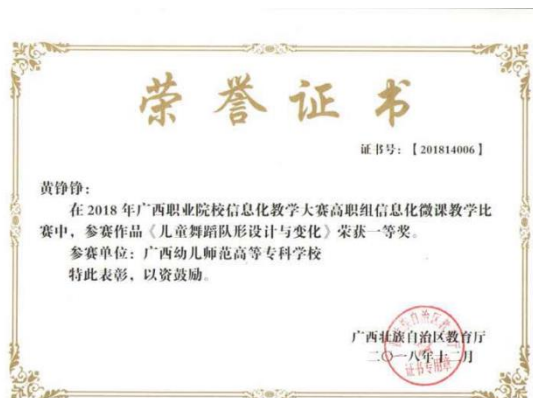 荣誉证书
证书号：【201814006】
黄铮铮：
在 2018 年广西职业院校信息化教学大赛高职组信息化微课教学比
赛中，参赛作品《儿童舞蹈队形设计与变化》荣获一等奖。
参赛单位：广西幼儿师范高等专科学校
特此表彰，以资鼓励。
广西壮族自治区教育厅
二〇一八年十二月